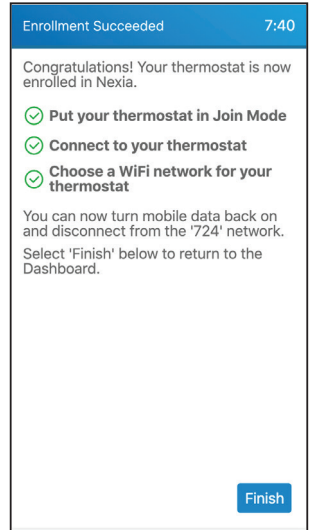 Enrollment Succeeded 7:40
Congratulations! Your thermostat is now
enrolled in Nexia.
Put your thermostat in Join Mode
Connect to your thermostat
Choose a WiFi network for your
thermostat
You can now turn mobile data back on
and disconnect from the '724' network.
Select 'Finish' below to return to the
Dashboard.
Finish